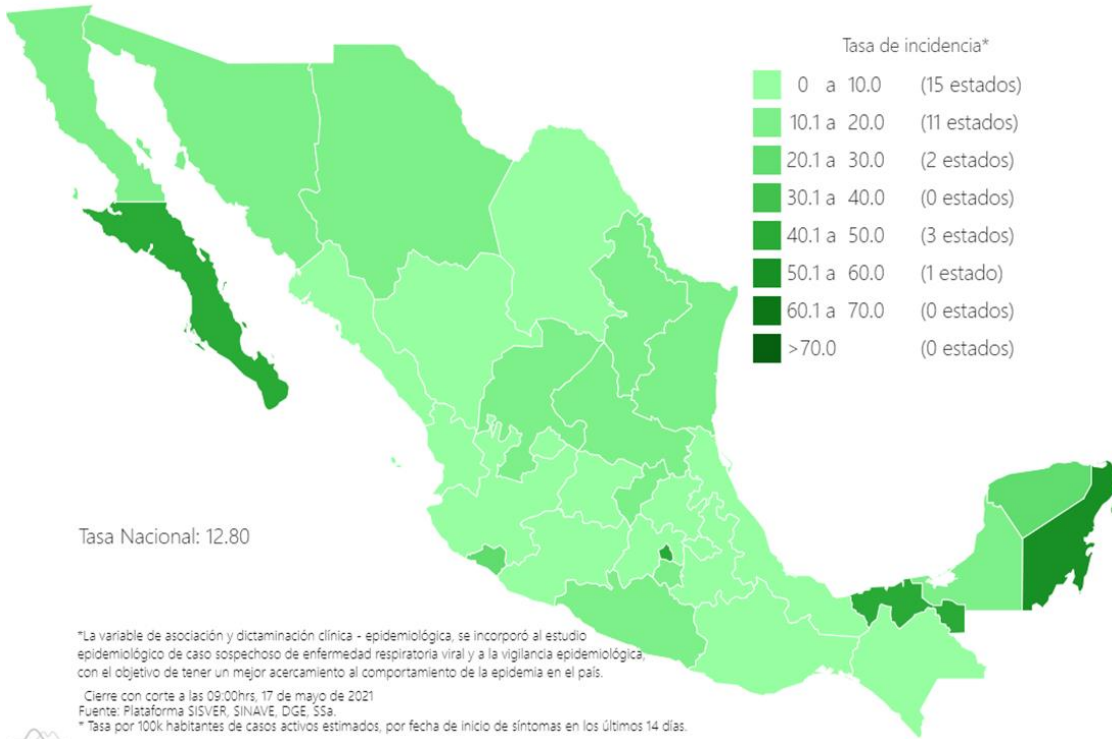 Tasa de incidencia*
0 a 10.0 (15 estados)
10.1 a 20.0 (11 estados)
20.1 a 30.0 (2 estados)
30.1 a 40.0 (0 estados)
40.1 a 50.0 (3 estados)
50.1 a 60.0 (1 estado)
60.1 a 70.0 (0 estados)
>70.0 (0 estados)
Tasa Nacional: 12.80
*La variable de asociación y dictaminación clínica - epidemiológica, se incorporó al estudio
epidemiológico de caso sospechoso de enfermedad respiratoria viral y a la vigilancia epidemiológica,
con el objetivo de tener un mejor acercamiento al comportamiento de la epidemia en el país.
Cierre con corte a las 09:00hrs, 17 de mayo de 2021
Fuente: Plataforma SISVER, SINAVE, DGE, SSa.
* Tasa por 100k habitantes de casos activos estimados, por fecha de inicio de síntomas en los últimos 14 días.